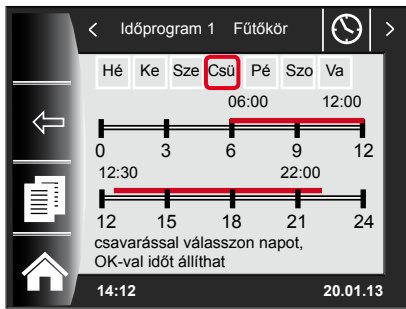 < Időprogram 1 Fűtőkör >
Hé Ke Sze Csü Pé Szo Va
06:00 12:00
0 3 6 9 12
12:30 22:00
12 15 18 21 24
csavarással válasszon napot,
OK-val időt állíthat
14:12 20.01.13